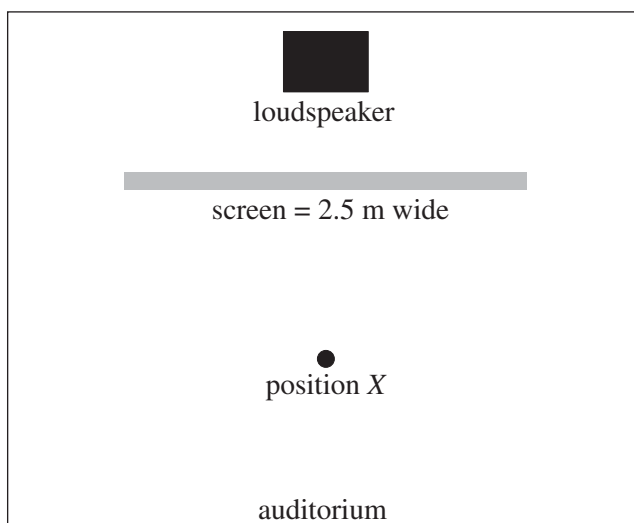 loudspeaker
screen = 2.5 m wide
position X
auditorium